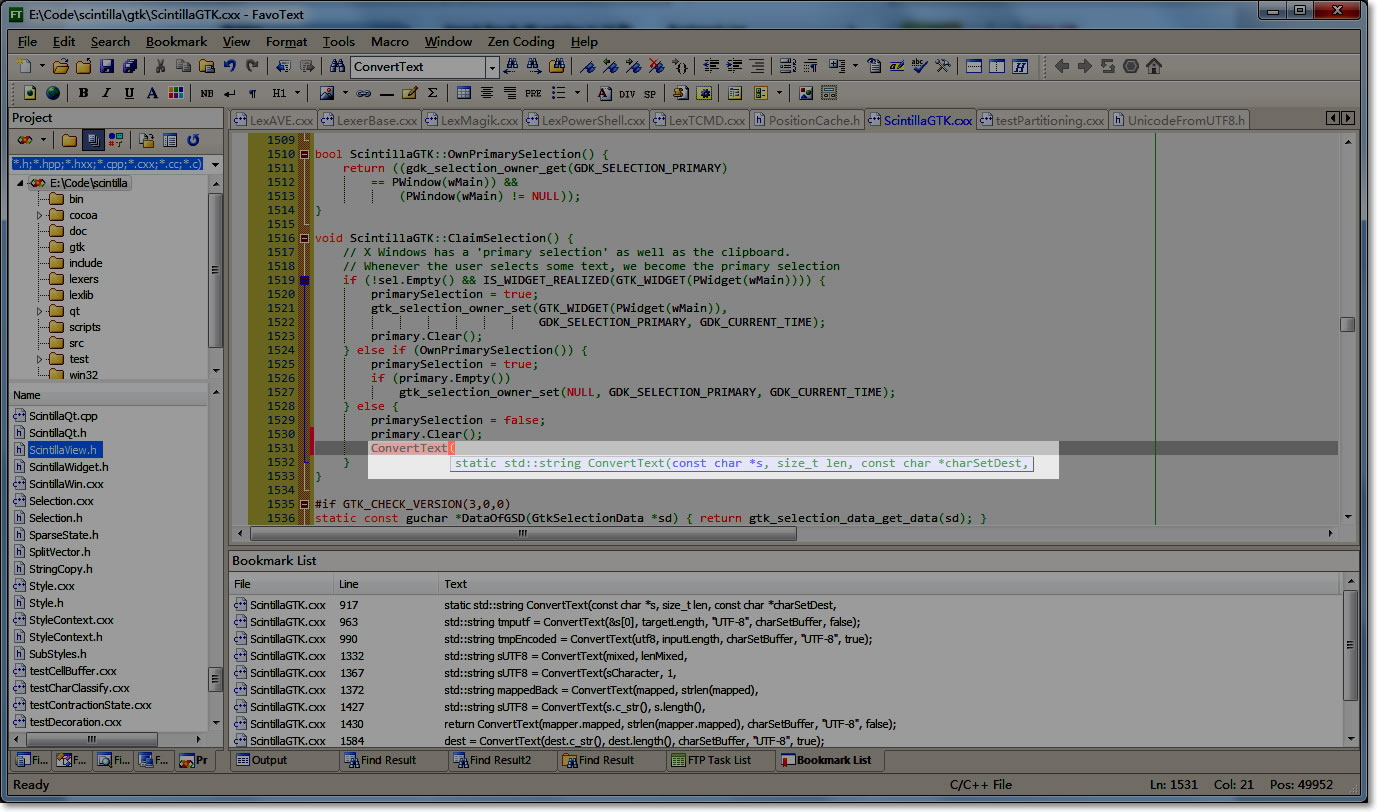 FT E:\Code\scintilla\gtk\ScintillaGTK.cxx - FavoText
File Edit Search Bookmark View Format Tools Macro Window Zen Coding Help
ConvertText
B I U A NB ¶ H1 Σ PRE A DIV SP
Project
LexAVE.cxx LexerBase.cxx LexMagik.cxx LexPowerShell.cxx LexTCMD.cxx PositionCache.h ScintillaGTK.cxx testPartitioning.cxx UnicodeFromUTF8.h
*.h;*.hpp;*.hxx;*.cpp;*.cxx;*.cc;*.c)
E:\Code\scintilla
bin
cocoa
doc
gtk
include
lexers
lexlib
qt
scripts
src
test
win32
Name
ScintillaQt.cpp
ScintillaQt.h
ScintillaView.h
ScintillaWidget.h
ScintillaWin.cxx
Selection.cxx
Selection.h
SparseState.h
SplitVector.h
StringCopy.h
Style.cxx
Style.h
StyleContext.cxx
StyleContext.h
SubStyles.h
testCellBuffer.cxx
testCharClassify.cxx
testContractionState.cxx
testDecoration.cxx
Fi... F... Fi... F... Pr
1509
1510 bool ScintillaGTK::OwnPrimarySelection() {
1511 return ((gdk_selection_owner_get(GDK_SELECTION_PRIMARY)
1512 == PWindow(wMain)) &&
1513 (PWindow(wMain) != NULL));
1514 }
1515
1516 void ScintillaGTK::ClaimSelection() {
1517 // X Windows has a 'primary selection' as well as the clipboard.
1518 // Whenever the user selects some text, we become the primary selection
1519 if (!sel.Empty() && IS_WIDGET_REALIZED(GTK_WIDGET(PWidget(wMain)))) {
1520 primarySelection = true;
1521 gtk_selection_owner_set(GTK_WIDGET(PWidget(wMain)),
1522 GDK_SELECTION_PRIMARY, GDK_CURRENT_TIME);
1523 primary.Clear();
1524 } else if (OwnPrimarySelection()) {
1525 primarySelection = true;
1526 if (primary.Empty())
1527 gtk_selection_owner_set(NULL, GDK_SELECTION_PRIMARY, GDK_CURRENT_TIME);
1528 } else {
1529 primarySelection = false;
1530 primary.Clear();
1531 ConvertText(
static std::string ConvertText(const char *s, size_t len, const char *charSetDest,
1532 }
1533 }
1534
1535 #if GTK_CHECK_VERSION(3,0,0)
1536 static const guchar *DataOfGSD(GtkSelectionData *sd) { return gtk_selection_data_get_data(sd); }
Bookmark List
File Line Text
ScintillaGTK.cxx 917 static std::string ConvertText(const char *s, size_t len, const char *charSetDest,
ScintillaGTK.cxx 963 std::string tmputf = ConvertText(&s[0], targetLength, "UTF-8", charSetBuffer, false);
ScintillaGTK.cxx 990 std::string tmpEncoded = ConvertText(utf8, inputLength, charSetBuffer, "UTF-8", true);
ScintillaGTK.cxx 1332 std::string sUTF8 = ConvertText(mixed, lenMixed,
ScintillaGTK.cxx 1367 std::string sUTF8 = ConvertText(sCharacter, 1,
ScintillaGTK.cxx 1372 std::string mappedBack = ConvertText(mapped, strlen(mapped),
ScintillaGTK.cxx 1427 std::string sUTF8 = ConvertText(s.c_str(), s.length(),
ScintillaGTK.cxx 1430 return ConvertText(mapper.mapped, strlen(mapper.mapped), charSetBuffer, "UTF-8", false);
ScintillaGTK.cxx 1584 dest = ConvertText(dest.c_str(), dest.length(), charSetBuffer, "UTF-8", true);
Output Find Result Find Result2 Find Result FTP Task List Bookmark List
Ready C/C++ File Ln: 1531 Col: 21 Pos: 49952